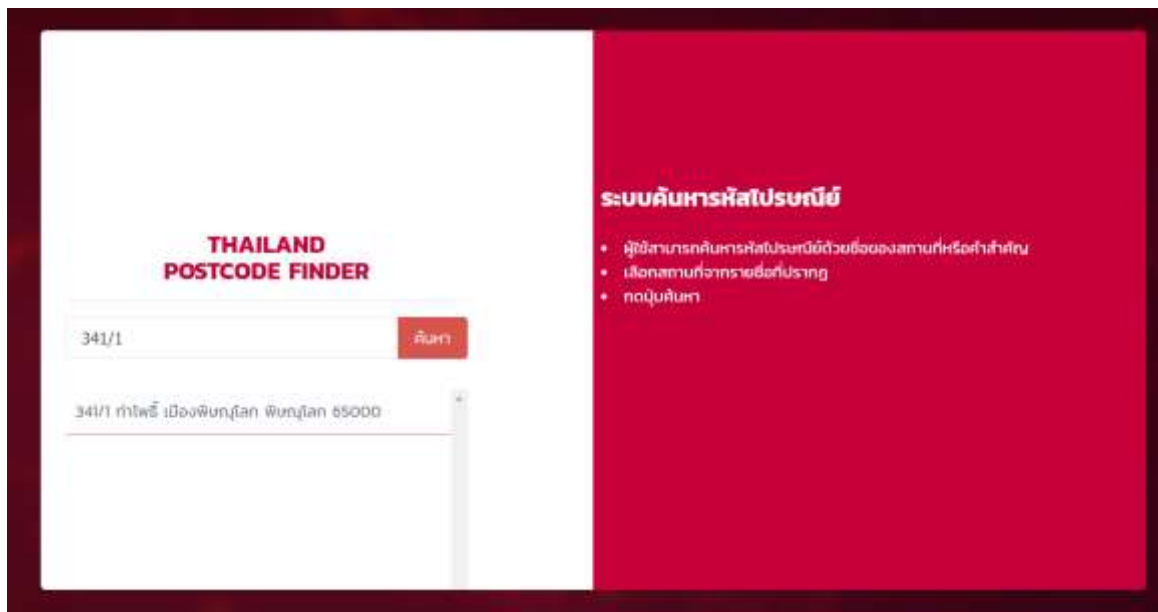 THAILAND
POSTCODE FINDER
341/1
ค้นหา
341/1 ท่าโพธิ์ เมืองพิษณุโลก พิษณุโลก 65000
ระบบค้นหารหัสไปรษณีย์
• ผู้ใช้สามารถค้นหารหัสไปรษณีย์ด้วยชื่อของสถานที่หรือคำสำคัญ
• เลือกสถานที่จากรายชื่อที่ปรากฏ
• กดปุ่มค้นหา